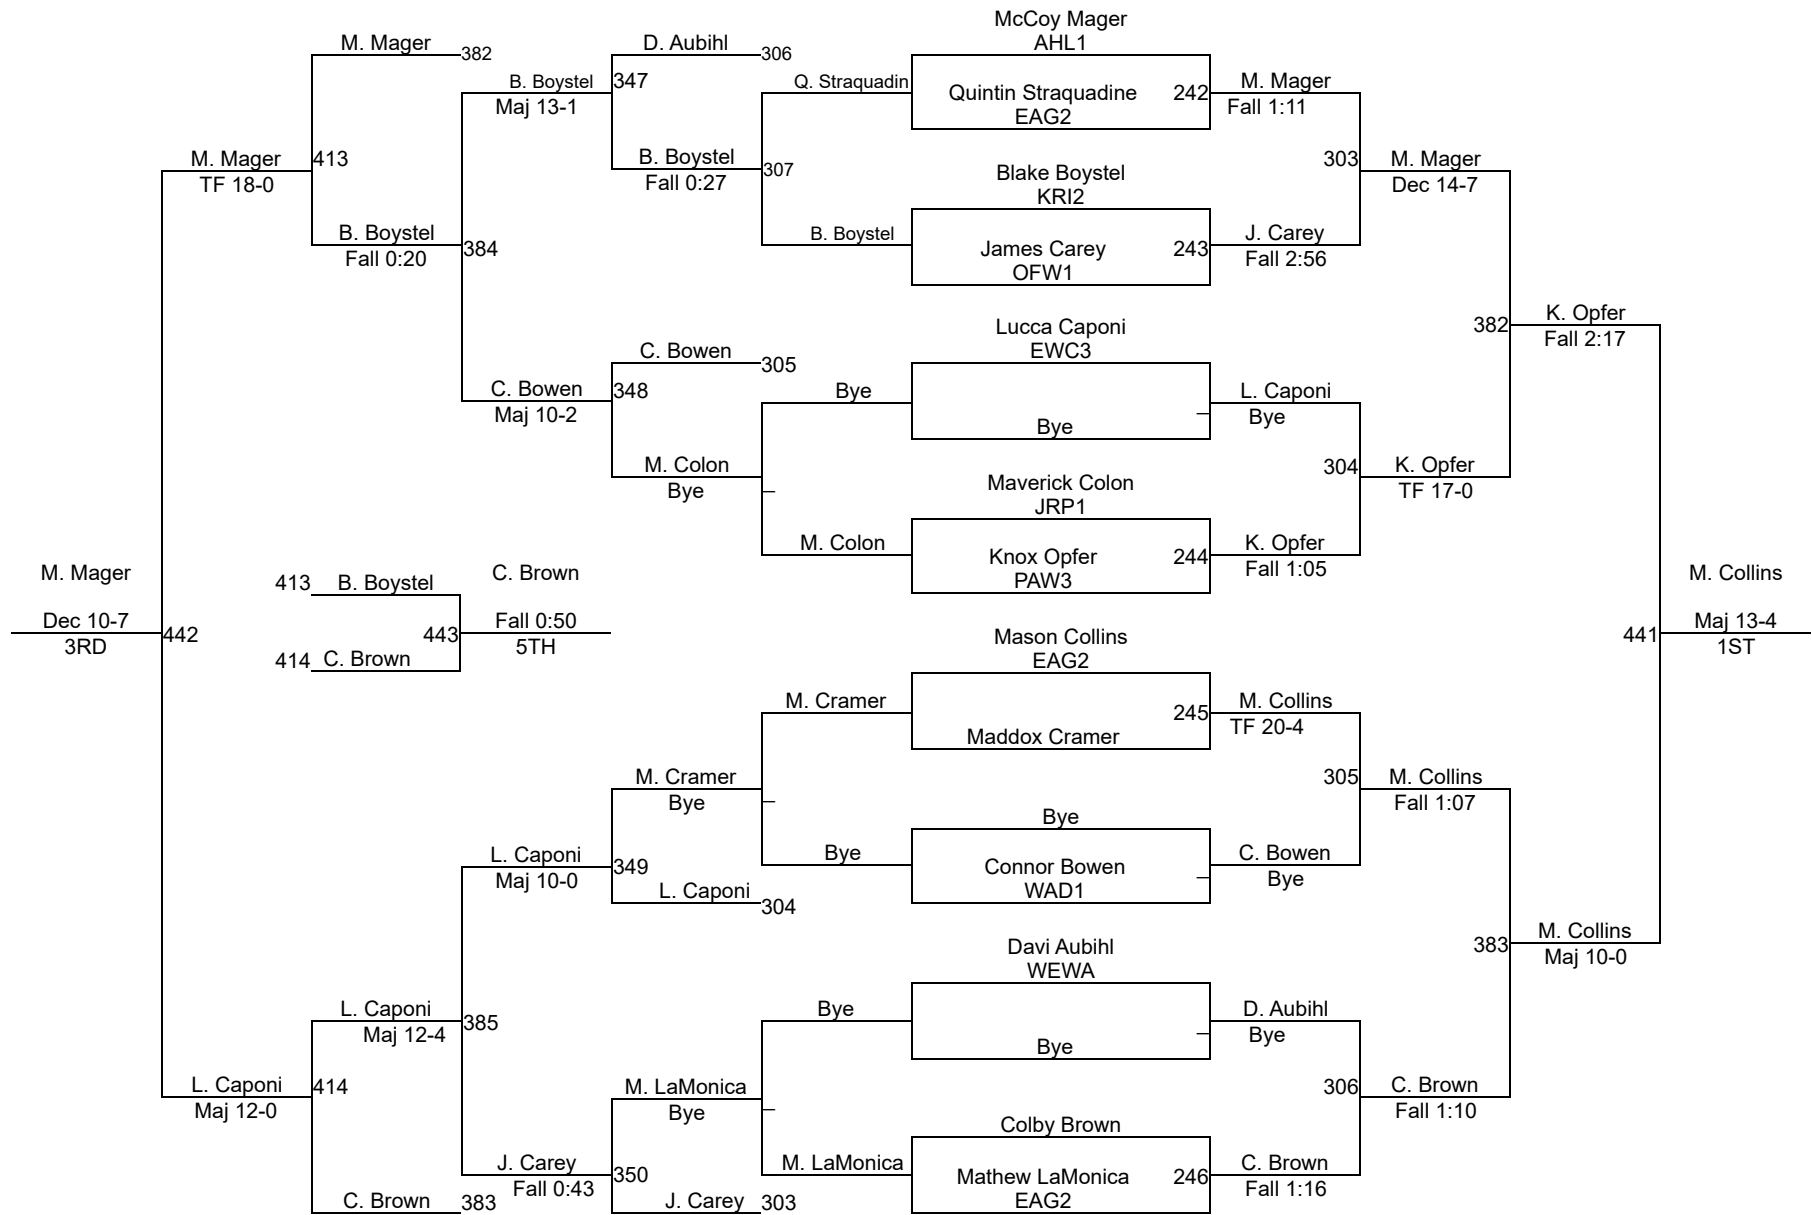 McCoy Mager
AHL1
M. Mager 382
D. Aubihl 306
B. Boystel 347
Maj 13-1
Q. Straquadin
Quintin Straquadine 242
EAG2
M. Mager
Fall 1:11
M. Mager 413
TF 18-0
B. Boystel 307
Fall 0:27
Blake Boystel
KRI2
303 M. Mager
Dec 14-7
B. Boystel 384
Fall 0:20
B. Boystel
James Carey 243
OFW1
J. Carey
Fall 2:56
Lucca Caponi
EWC3
382 K. Opfer
Fall 2:17
C. Bowen 305
C. Bowen 348
Maj 10-2
Bye
Bye
_
L. Caponi
Bye
M. Colon
Bye
_
Maverick Colon
JRP1
304 K. Opfer
TF 17-0
M. Colon
Knox Opfer 244
PAW3
K. Opfer
Fall 1:05
M. Mager
Dec 10-7
3RD
442
413 B. Boystel
414 C. Brown
443
C. Brown
Fall 0:50
5TH
M. Collins
441 Maj 13-4
1ST
Mason Collins
EAG2
M. Cramer
Maddox Cramer
245 M. Collins
TF 20-4
M. Cramer
Bye
_
305 M. Collins
Fall 1:07
Bye
L. Caponi 349
Maj 10-0
Bye
Connor Bowen
WAD1
_
C. Bowen
Bye
L. Caponi 304
Davi Aubihl
WEWA
383 M. Collins
Maj 10-0
L. Caponi 385
Maj 12-4
Bye
Bye
_
D. Aubihl
Bye
L. Caponi 414
Maj 12-0
M. LaMonica
Bye
_
306 C. Brown
Fall 1:10
Colby Brown
J. Carey 350
Fall 0:43
M. LaMonica
Mathew LaMonica 246
EAG2
C. Brown
Fall 1:16
C. Brown 383
J. Carey 303